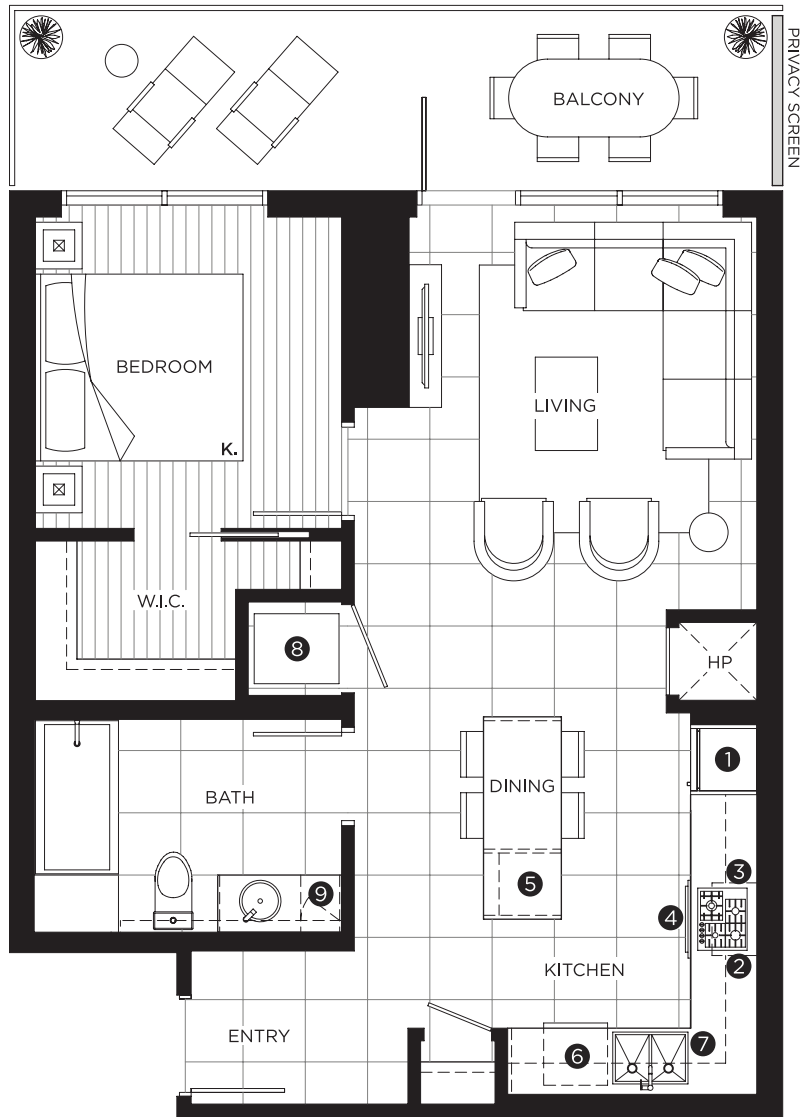 BALCONY
PRIVACY SCREEN
BEDROOM
K.
LIVING
W.I.C.
8
HP
1
DINING
BATH
3
5
9
4
2
KITCHEN
ENTRY
6
7